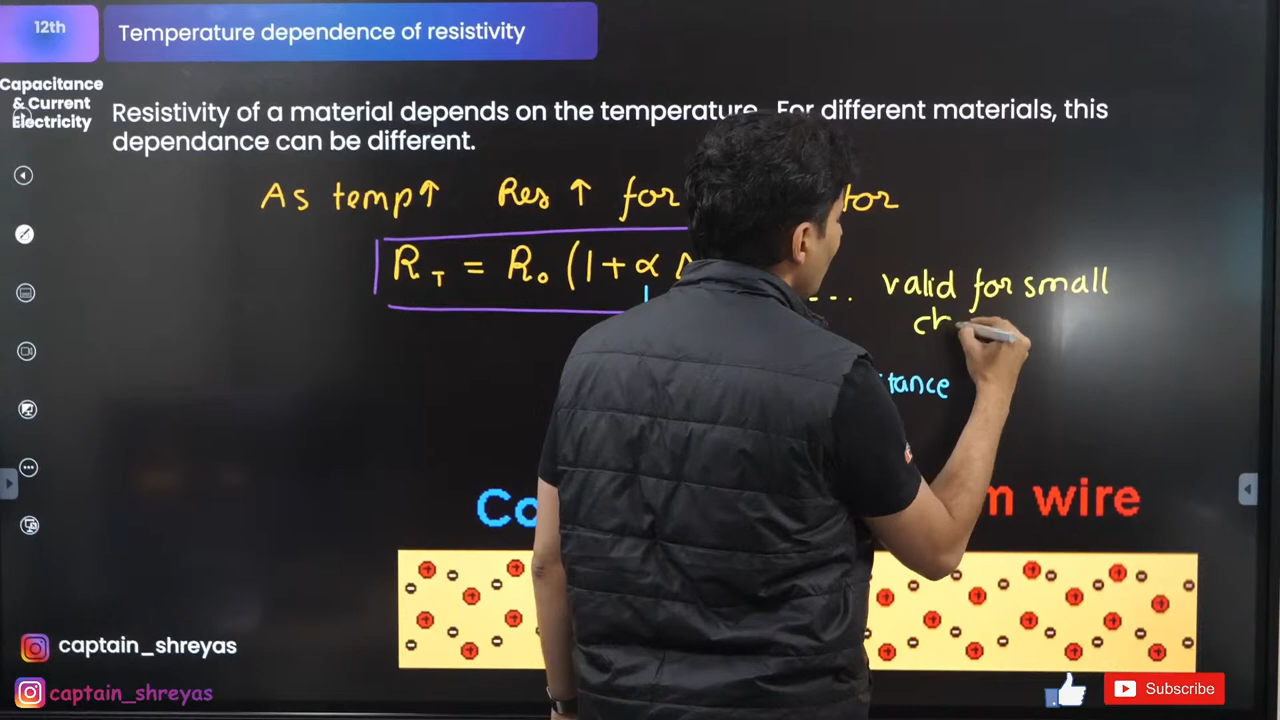 12th
Temperature dependence of resistivity
Capacitance
& Current
Electricity
Resistivity of a material depends on the temperature. For different materials, this
dependance can be different.
As temp↑ Res ↑ for tor
R_T = R_0 (1 + α
... valid for small
ch
tance
Co m wire
captain_shreyas
captain_shreyas
Subscribe